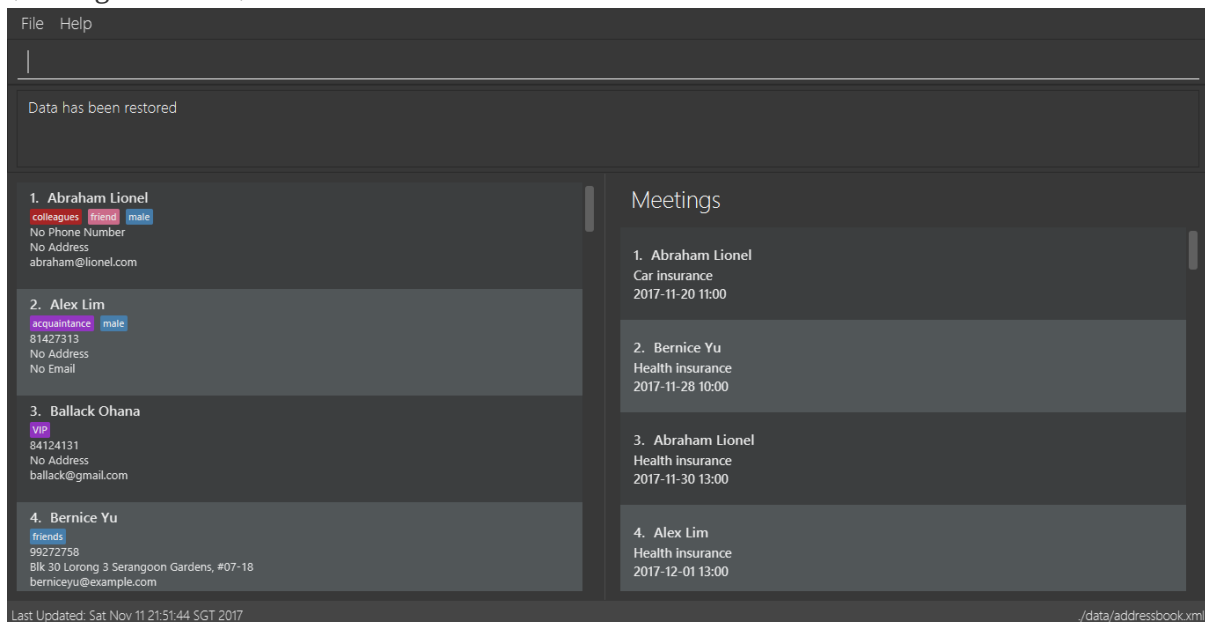 File Help
Data has been restored
1. Abraham Lionel
colleagues friend male
No Phone Number
No Address
abraham@lionel.com
2. Alex Lim
acquaintance male
81427313
No Address
No Email
3. Ballack Ohana
VIP
84124131
No Address
ballack@gmail.com
4. Bernice Yu
friends
99272758
Blk 30 Lorong 3 Serangoon Gardens, #07-18
berniceyu@example.com
Meetings
1. Abraham Lionel
Car insurance
2017-11-20 11:00
2. Bernice Yu
Health insurance
2017-11-28 10:00
3. Abraham Lionel
Health insurance
2017-11-30 13:00
4. Alex Lim
Health insurance
2017-12-01 13:00
Last Updated: Sat Nov 11 21:51:44 SGT 2017
./data/addressbook.xml